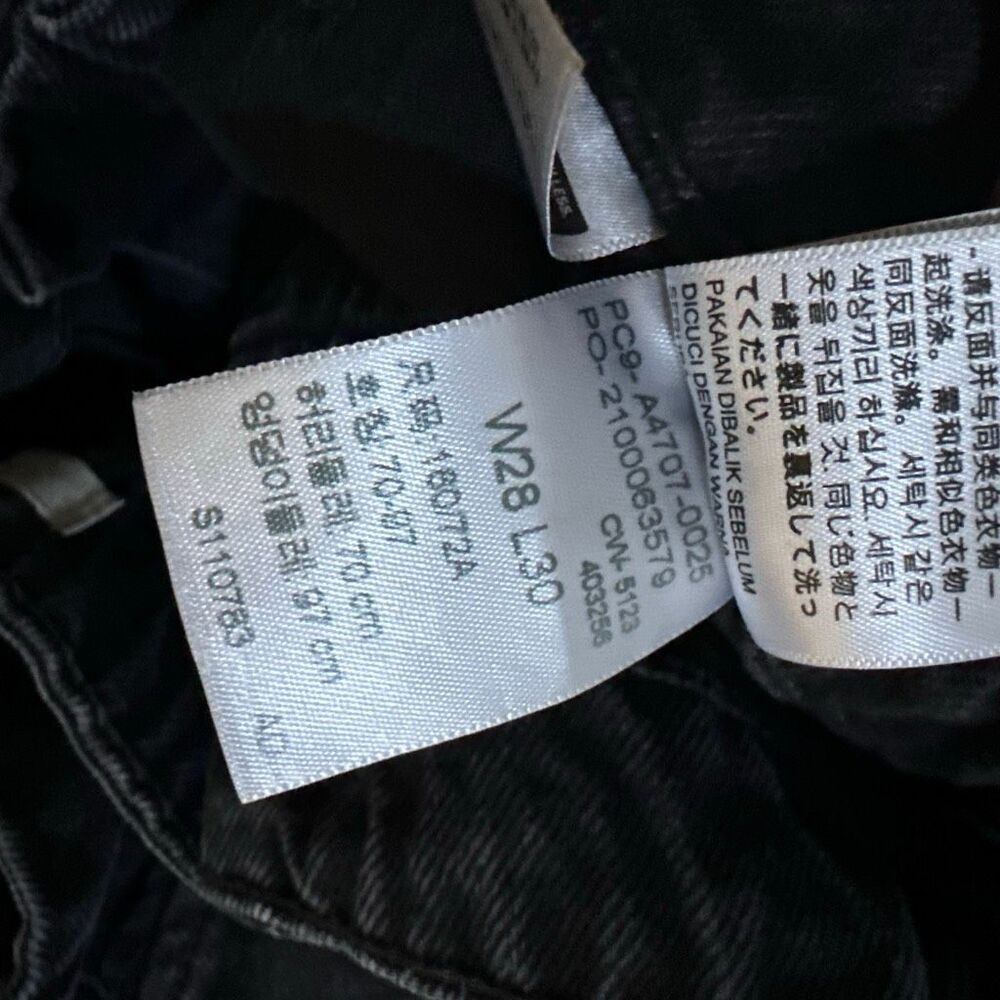 LESS.
PC9- A4707-0025
PO- 2100063579
CW- 5123
403256
W28 L30
尺码:160/72A
호칭 70-97
허리둘레 70 cm
엉덩이둘레 97 cm
S110783
-请反面并与同类色衣物一
起洗涤。 需和相似色衣物一
同反面洗滌。 세탁시 같은
색상끼리 하십시요. 세탁시
옷을 뒤집을 것 同じ色物と
一緒に製品を裏返して洗っ
てください。
PAKAIAN DIBALIK SEBELUM
DICUCI DENGAN WARNA